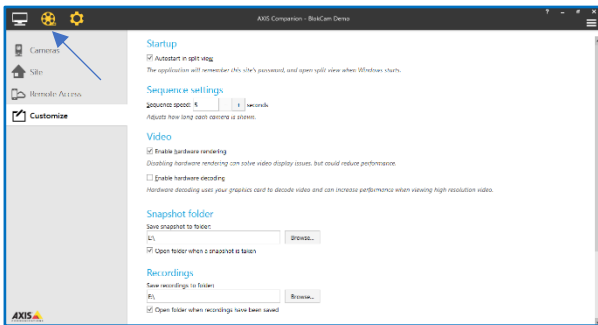 AXIS Companion - BlokCam Demo
Cameras
Site
Remote Access
Customize
Startup
Autostart in split view
The application will remember this site's password, and open split view when Windows starts.
Sequence settings
Sequence speed: 5 seconds
Adjusts how long each camera is shown.
Video
Enable hardware rendering
Disabling hardware rendering can solve video display issues, but could reduce performance.
Enable hardware decoding
Hardware decoding uses your graphics card to decode video and can increase performance when viewing high resolution video.
Snapshot folder
Save snapshot to folder:
E:\ Browse...
Open folder when a snapshot is taken
Recordings
Save recordings to folder:
E:\ Browse...
Open folder when recordings have been saved
AXIS